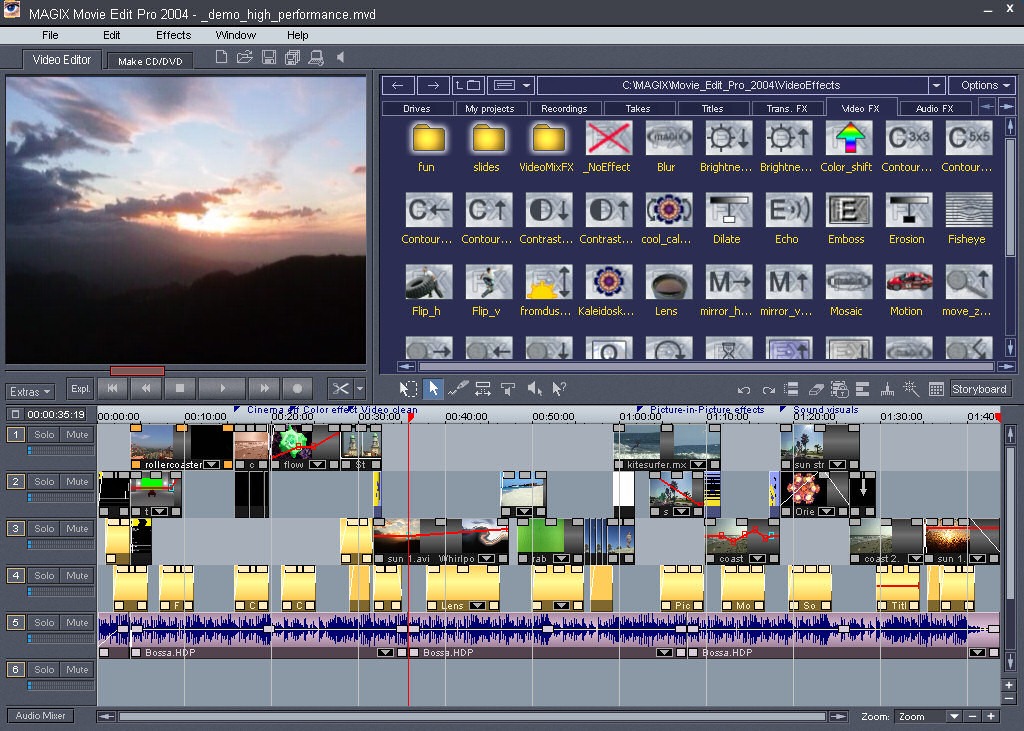 MAGIX Movie Edit Pro 2004 - _demo_high_performance.mvd
File Edit Effects Window Help
Video Editor Make CD/DVD
C:\MAGIX\Movie_Edit_Pro_2004\VideoEffects Options
Drives My projects Recordings Takes Titles Trans. FX Video FX Audio FX
fun slides VideoMixFX _NoEffect Blur Brightne... Brightne... Color_shift Contour... Contour...
Contour... Contour... Contrast... Contrast... cool_cal... Dilate Echo Emboss Erosion Fisheye
Flip_h Flip_v fromdus... Kaleidosk... Lens mirror_h... mirror_v... Mosaic Motion move_z...
Extras Expl. Storyboard
Cinema Color effect Video clean Picture-in-Picture effects Sound visuals
00:00:35:19 00:00:00 00:10:00 00:20:00 00:30:00 00:40:00 00:50:00 01:00:00 01:10:00 01:20:00 01:30:00 01:40
1 Solo Mute
rollercoaster c flow St kitesurfer.mx sun str
2 Solo Mute
t s Orie
3 Solo Mute
sun 1.avi Whirlpo rab coast coast2. sun 1.
4 Solo Mute
F C C Lens Pic Mo So Titl
5 Solo Mute
Bossa.HDP Bossa.HDP Bossa.HDP
6 Solo Mute
Audio Mixer Zoom: Zoom